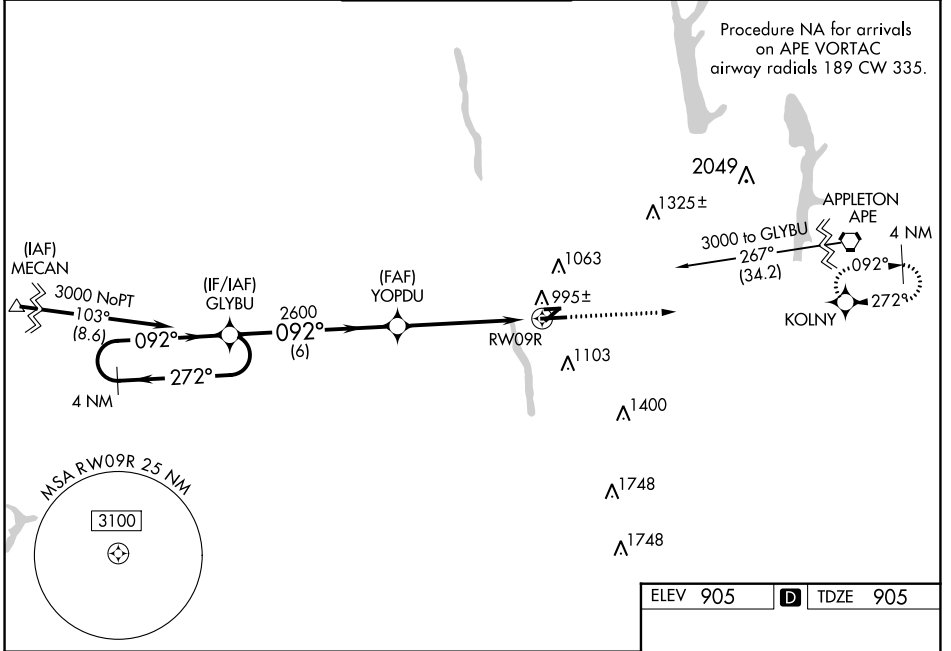 Procedure NA for arrivals
on APE VORTAC
airway radials 189 CW 335.
2049
1325±
APPLETON
APE
4 NM
3000 to GLYBU
267°
(34.2)
092°
272°
KOLNY
1063
995±
RW09R
1103
1400
1748
1748
(IAF)
MECAN
3000 NoPT
103°
(8.6)
(IF/IAF)
GLYBU
2600
092°
(6)
(FAF)
YOPDU
092°
272°
4 NM
MSA RW09R 25 NM
3100
ELEV 905 D TDZE 905